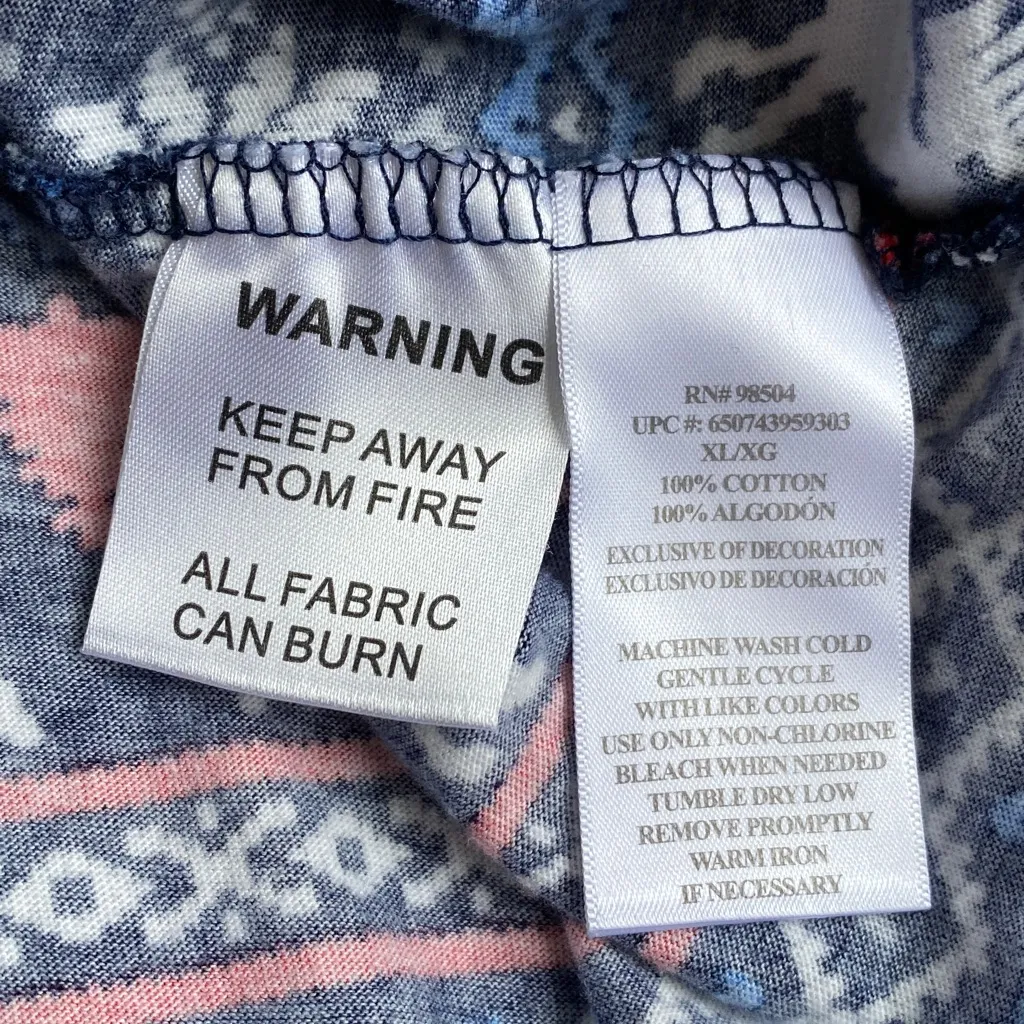 WARNING
KEEP AWAY
FROM FIRE
ALL FABRIC
CAN BURN
RN# 98504
UPC #: 650743959303
XL/XG
100% COTTON
100% ALGODÓN
EXCLUSIVE OF DECORATION
EXCLUSIVO DE DECORACIÓN
MACHINE WASH COLD
GENTLE CYCLE
WITH LIKE COLORS
USE ONLY NON-CHLORINE
BLEACH WHEN NEEDED
TUMBLE DRY LOW
REMOVE PROMPTLY
WARM IRON
IF NECESSARY